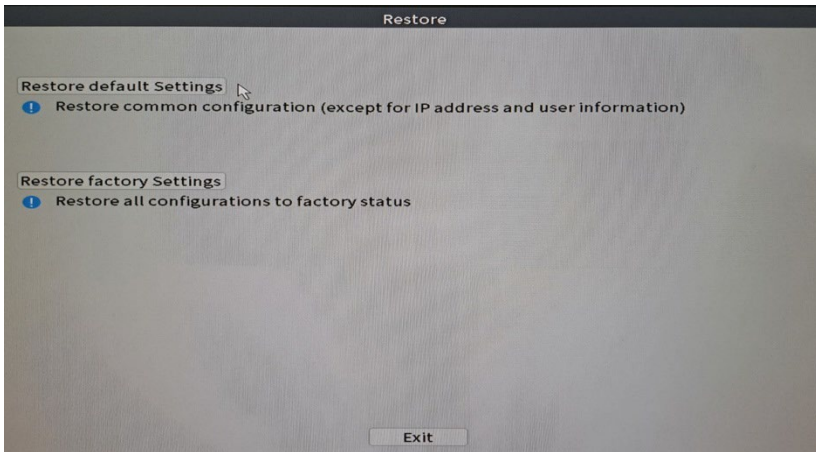 Restore
Restore default Settings
Restore common configuration (except for IP address and user information)
Restore factory Settings
Restore all configurations to factory status
Exit